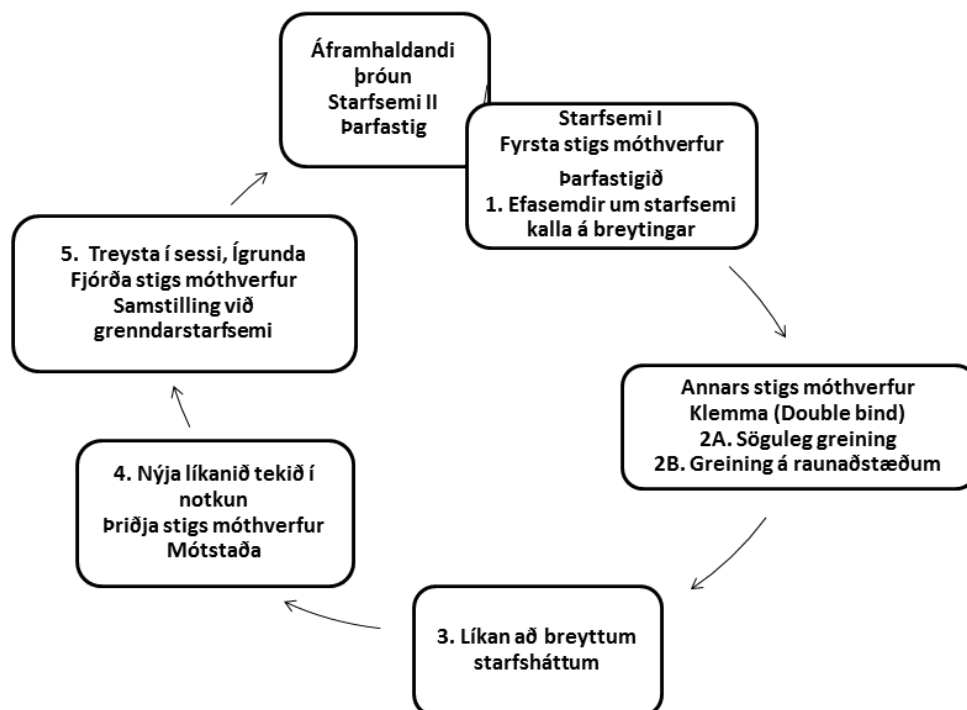 Áframhaldandi
þróun
Starfsemi II
Þarfastig
Starfsemi I
Fyrsta stigs móthverfur
Þarfastigið
1. Efasemdir um starfsemi
kalla á breytingar
Annars stigs móthverfur
Klemma (Double bind)
2A. Söguleg greining
2B. Greining á raunaðstæðum
3. Líkan að breyttum
starfsháttum
4. Nýja líkanið tekið í
notkun
Þriðja stigs móthverfur
Mótstaða
5. Treysta í sessi, Ígrunda
Fjórða stigs móthverfur
Samstilling við
grenndarstarfsemi